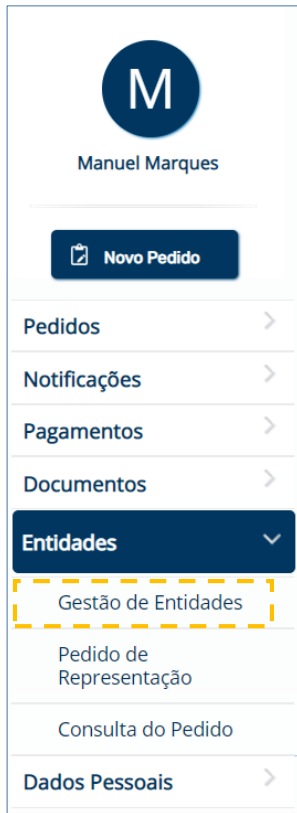 M
Manuel Marques
Novo Pedido
Pedidos
Notificações
Pagamentos
Documentos
Entidades
Gestão de Entidades
Pedido de
Representação
Consulta do Pedido
Dados Pessoais